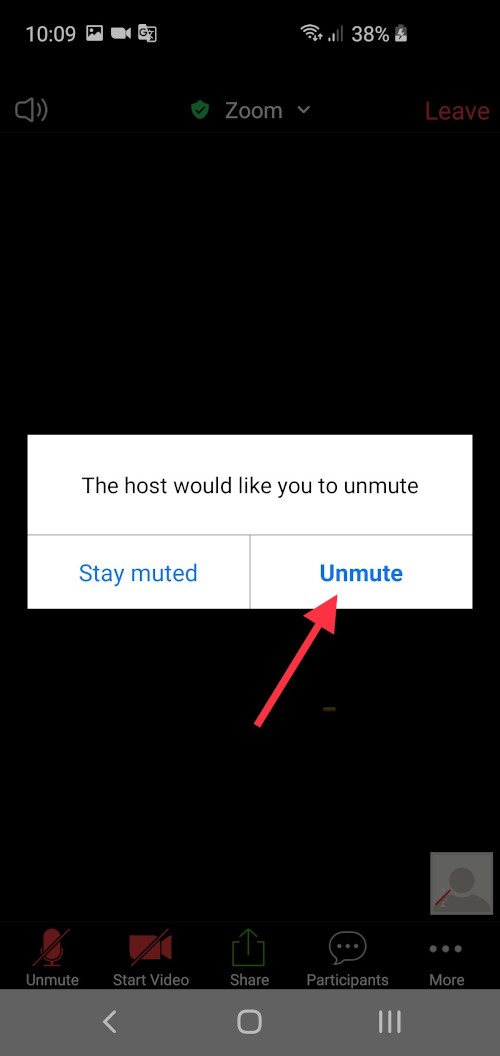 10:09 38%
Zoom Leave
The host would like you to unmute
Stay muted Unmute
Unmute Start Video Share Participants More